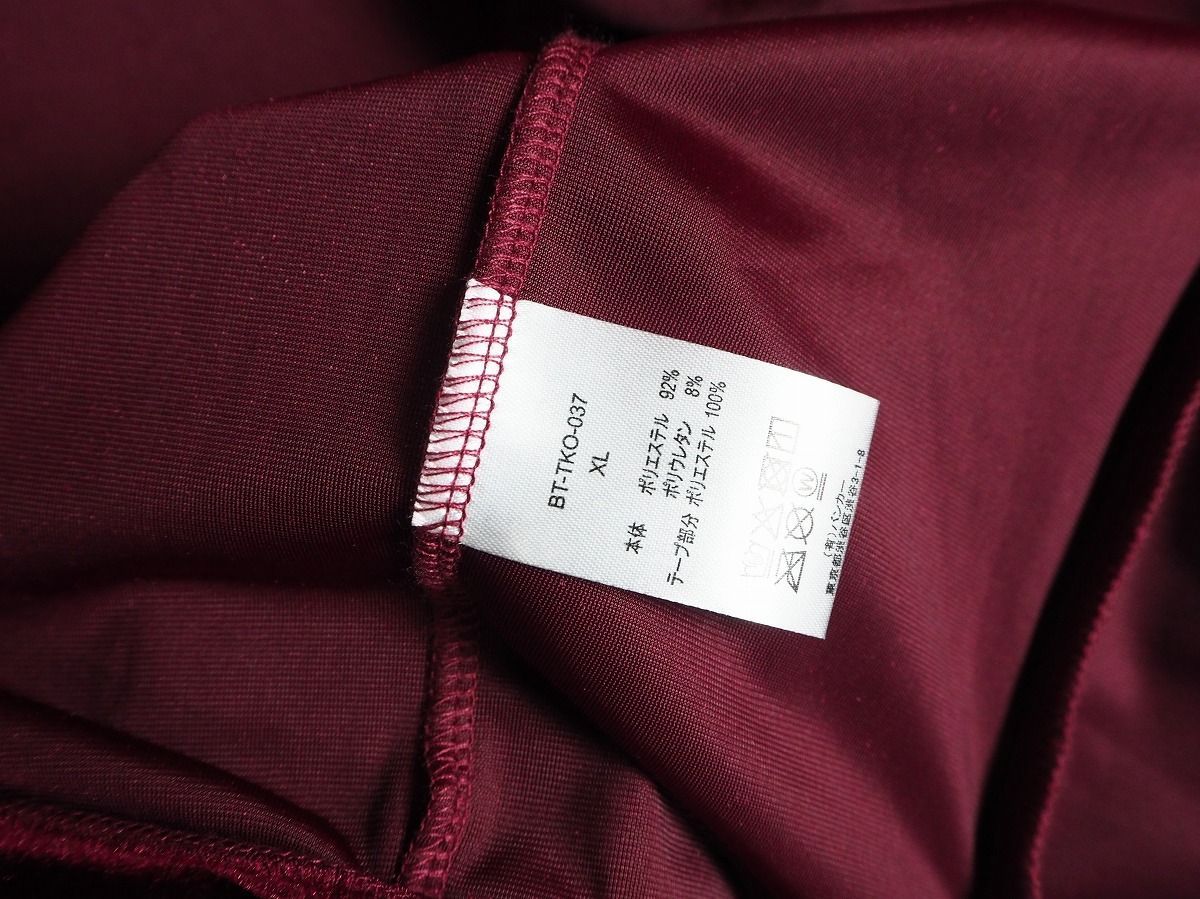 BT-TKO-037
XL
本体 ポリエステル 92%
ポリウレタン 8%
テープ部分 ポリエステル 100%
W
(有)バンカー
東京都渋谷区渋谷3-1-8